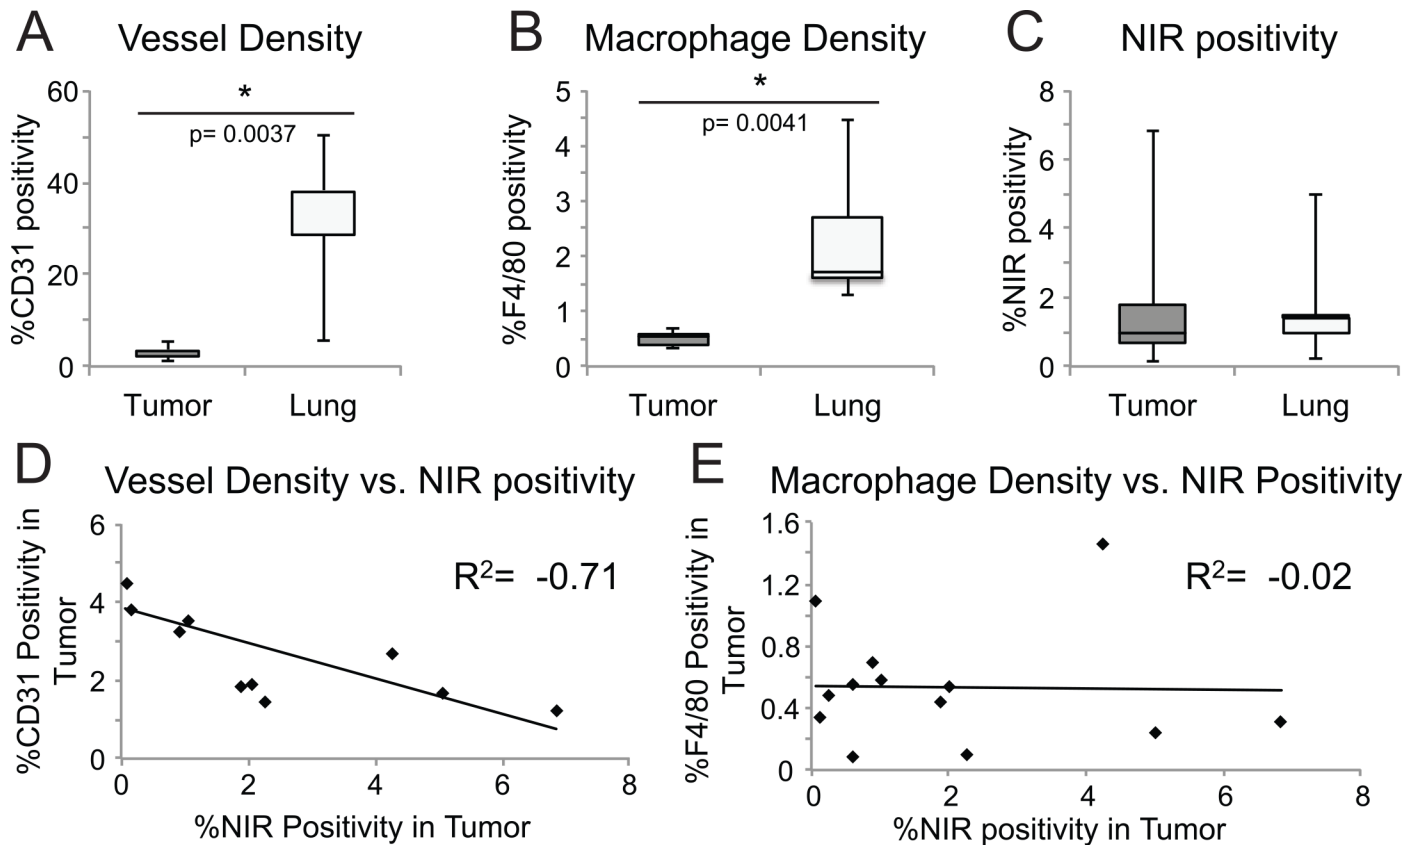 A Vessel Density
60
40
20
0
%CD31 positivity
*
p= 0.0037
Tumor Lung
B Macrophage Density
5
4
3
2
1
0
%F4/80 positivity
*
p= 0.0041
Tumor Lung
C NIR positivity
8
6
4
2
0
%NIR positivity
Tumor Lung
D Vessel Density vs. NIR positivity
6
4
2
0
%CD31 Positivity in
Tumor
R²= -0.71
0 2 4 6 8
%NIR Positivity in Tumor
E Macrophage Density vs. NIR Positivity
1.6
1.2
0.8
0.4
0
%F4/80 Positivity in
Tumor
R²= -0.02
0 2 4 6 8
%NIR positivity in Tumor